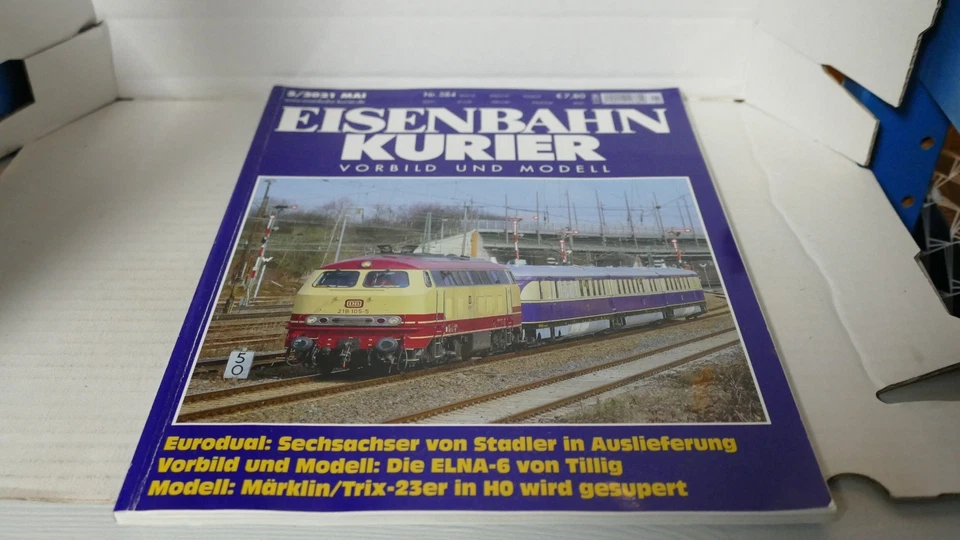 5/2021 MAI Nr. 584 € 7,80
EISENBAHN
KURIER
VORBILD UND MODELL
DB
218 105-5
50
Eurodual: Sechsachser von Stadler in Auslieferung
Vorbild und Modell: Die ELNA-6 von Tillig
Modell: Märklin/Trix-23er in H0 wird gesupert